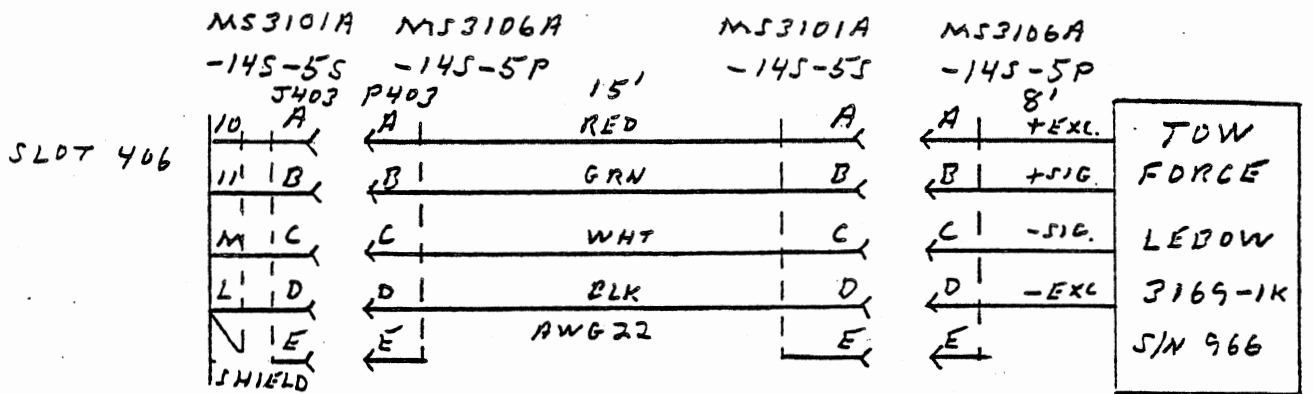 MS3101A MS3106A MS3101A MS3106A
-14S-5S -14S-5P -14S-5S -14S-5P
J403 P403 15' 8'
10 A A RED A A +EXC. TOW
SLOT 406
11 B B GRN B B +SIG. FORCE
M C C WHT C C -SIG. LEBOW
L D D BLK D D -EXC 3169-1K
E E AWG22 E E S/N 966
SHIELD